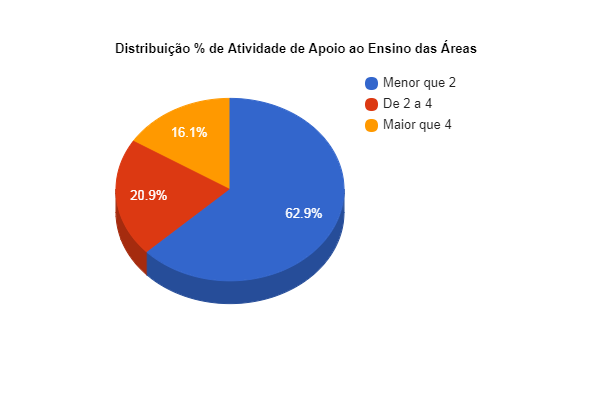 Distribuição % de Atividade de Apoio ao Ensino das Áreas
Menor que 2
De 2 a 4
Maior que 4
16.1%
20.9%
62.9%